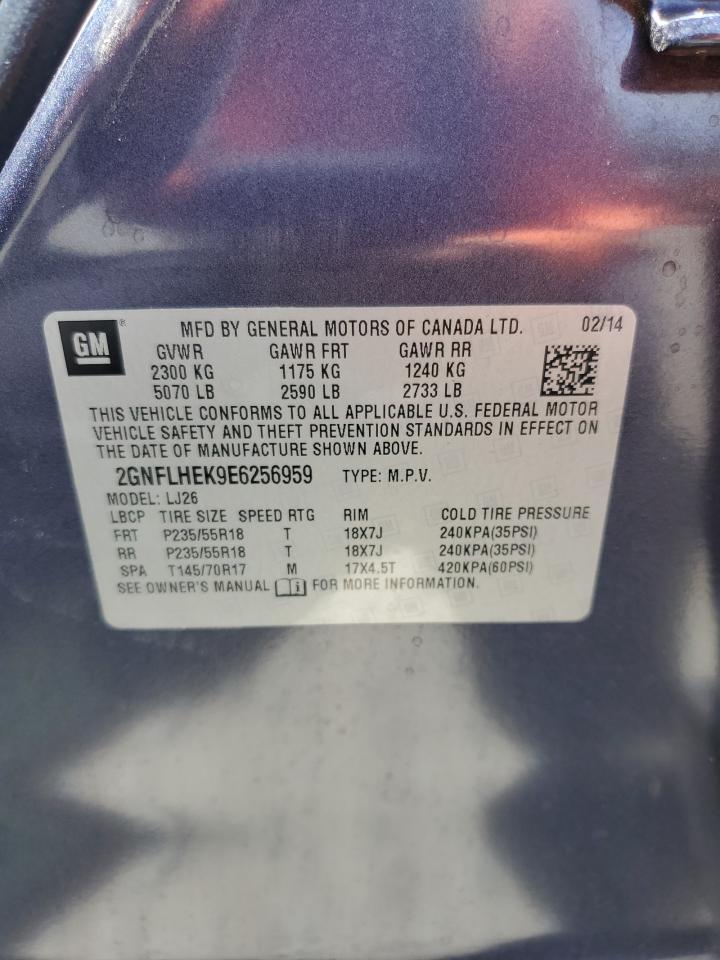 GM ® MFD BY GENERAL MOTORS OF CANADA LTD. 02/14
GVWR GAWR FRT GAWR RR
2300 KG 1175 KG 1240 KG
5070 LB 2590 LB 2733 LB
THIS VEHICLE CONFORMS TO ALL APPLICABLE U.S. FEDERAL MOTOR
VEHICLE SAFETY AND THEFT PREVENTION STANDARDS IN EFFECT ON
THE DATE OF MANUFACTURE SHOWN ABOVE.
2GNFLHEK9E6256959 TYPE: M.P.V.
MODEL: LJ26
LBCP TIRE SIZE SPEED RTG RIM COLD TIRE PRESSURE
FRT P235/55R18 T 18X7J 240KPA(35PSI)
RR P235/55R18 T 18X7J 240KPA(35PSI)
SPA T145/70R17 M 17X4.5T 420KPA(60PSI)
SEE OWNER'S MANUAL i FOR MORE INFORMATION.